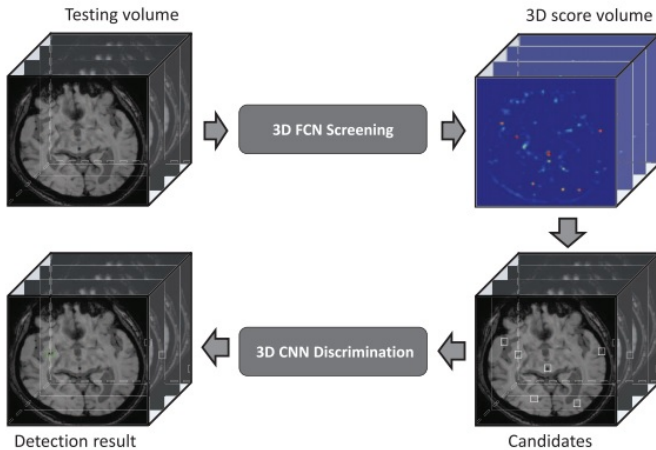 Testing volume
3D score volume
3D FCN Screening
3D CNN Discrimination
Detection result
Candidates